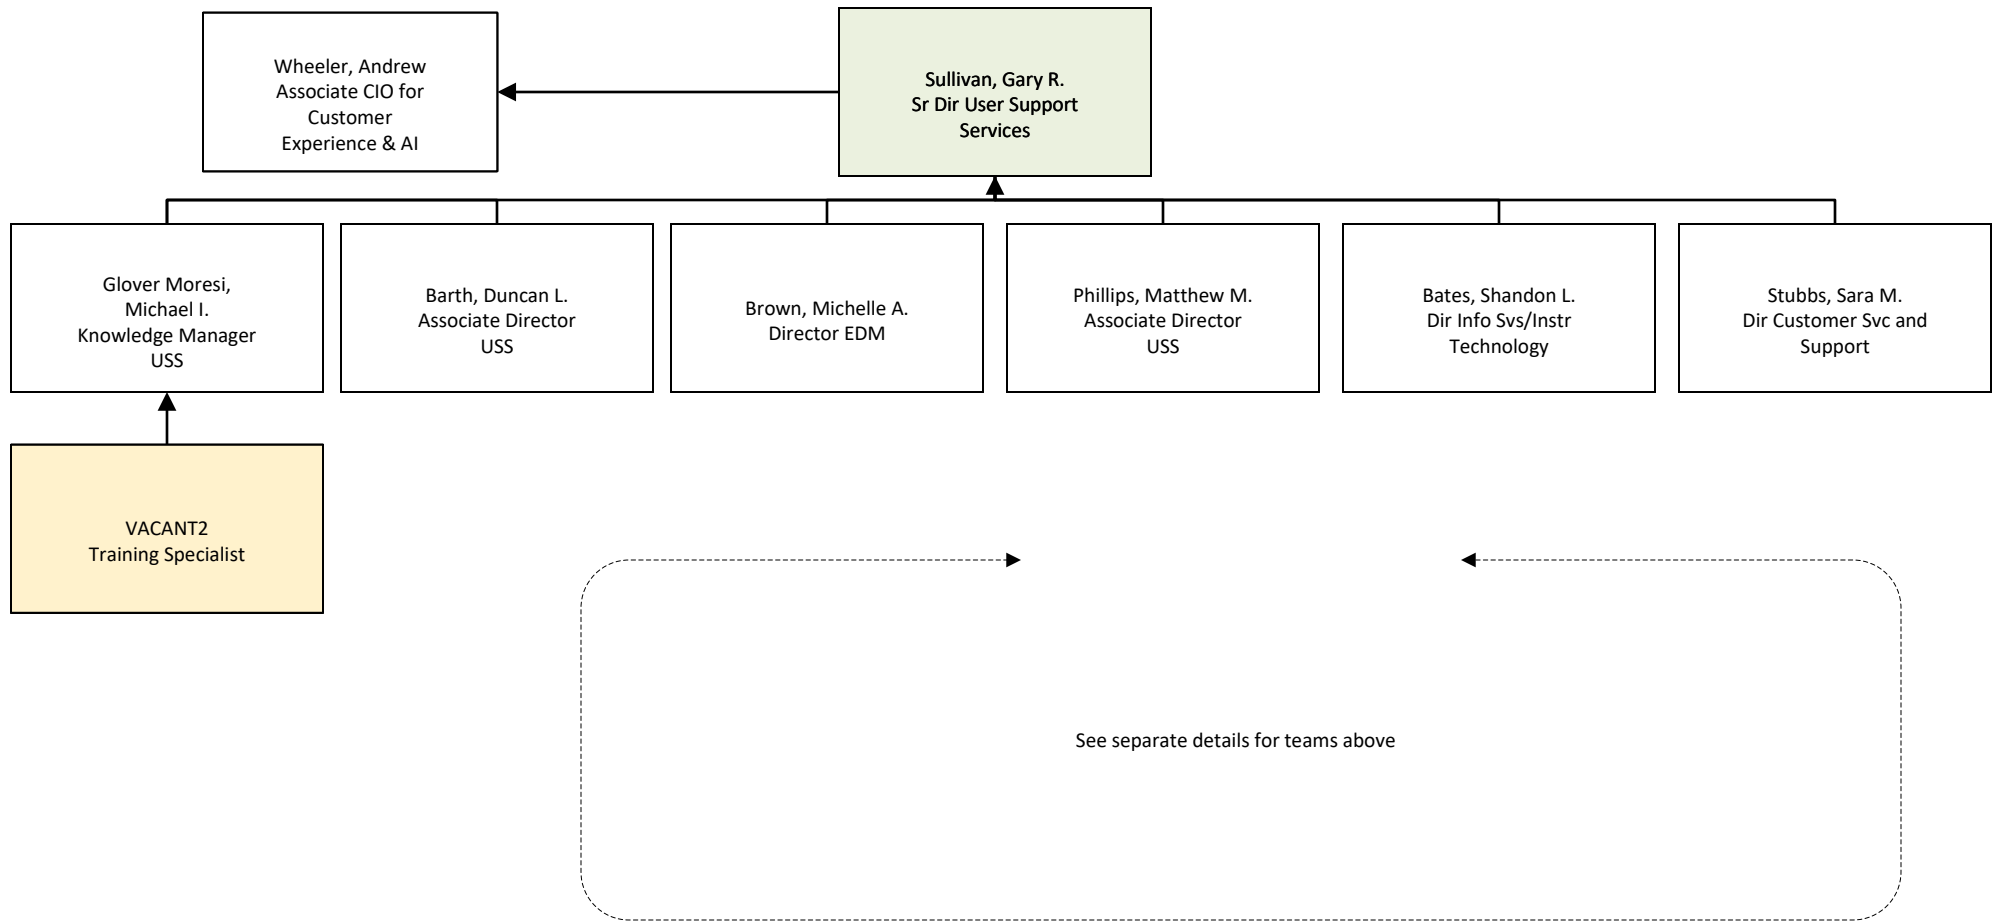 Wheeler, Andrew
Associate CIO for
Customer
Experience & AI
Sullivan, Gary R.
Sr Dir User Support
Services
Glover Moresi,
Michael I.
Knowledge Manager
USS
Barth, Duncan L.
Associate Director
USS
Brown, Michelle A.
Director EDM
Phillips, Matthew M.
Associate Director
USS
Bates, Shandon L.
Dir Info Svs/Instr
Technology
Stubbs, Sara M.
Dir Customer Svc and
Support
VACANT2
Training Specialist
See separate details for teams above